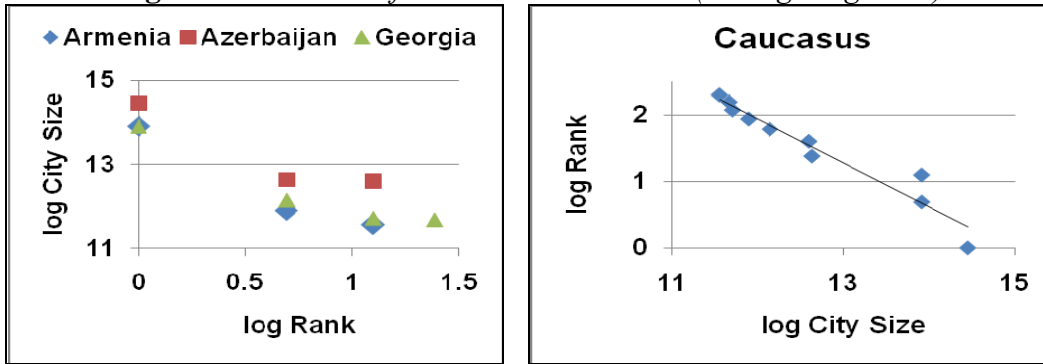 Armenia Azerbaijan Georgia
15
13
11
log City Size
0 0.5 1 1.5
log Rank
Caucasus
2
1
0
log Rank
11 13 15
log City Size